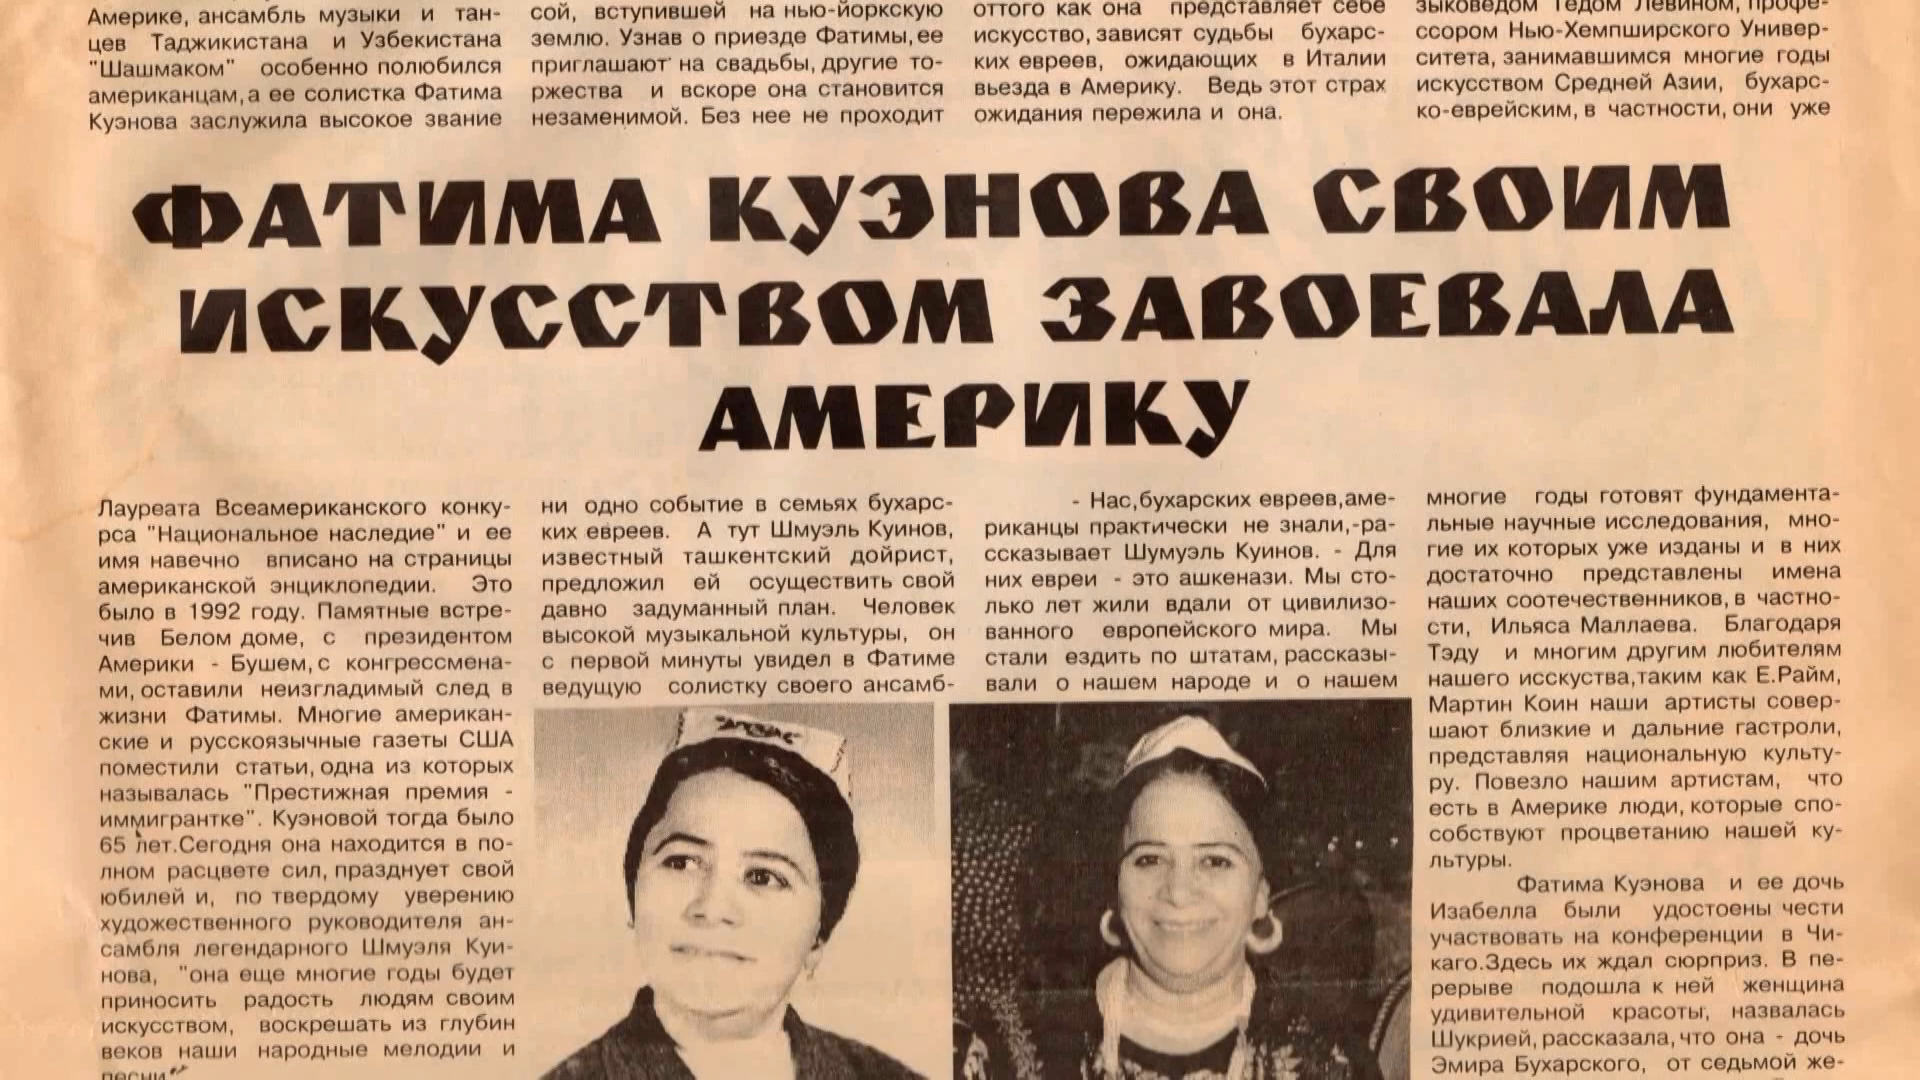 Америке, ансамбль музыки и тан-
цев Таджикистана и Узбекистана
"Шашмаком" особенно полюбился
американцам, а ее солистка Фатима
Куэнова заслужила высокое звание
сой, вступившей на нью-йоркскую
землю. Узнав о приезде Фатимы, ее
приглашают на свадьбы, другие то-
ржества и вскоре она становится
незаменимой. Без нее не проходит
оттого как она представляет себе
искусство, зависят судьбы бухарс-
ких евреев, ожидающих в Италии
въезда в Америку. Ведь этот страх
ожидания пережила и она.
зыковедом Тедом Левином, профе-
ссором Нью-Хемпширского Универ-
ситета, занимавшимся многие годы
искусством Средней Азии, бухарс-
ко-еврейским, в частности, они уже
ФАТИМА КУЭНОВА СВОИМ
ИСКУССТВОМ ЗАВОЕВАЛА
АМЕРИКУ
Лауреата Всеамериканского конку-
рса "Национальное наследие" и ее
имя навечно вписано на страницы
американской энциклопедии. Это
было в 1992 году. Памятные встре-
чив Белом доме, с президентом
Америки - Бушем, с конгрессмена-
ми, оставили неизгладимый след в
жизни Фатимы. Многие американ-
ские и русскоязычные газеты США
поместили статьи, одна из которых
называлась "Престижная премия -
иммигрантке". Куэновой тогда было
65 лет.Сегодня она находится в по-
лном расцвете сил, празднует свой
юбилей и, по твердому уверению
художественного руководителя ан-
самбля легендарного Шмуэля Куи-
нова, "она еще многие годы будет
приносить радость людям своим
искусством, воскрешать из глубин
веков наши народные мелодии и
песни"
ни одно событие в семьях бухарс-
ких евреев. А тут Шмуэль Куинов,
известный ташкентский дойрист,
предложил ей осуществить свой
давно задуманный план. Человек
высокой музыкальной культуры, он
с первой минуты увидел в Фатиме
ведущую солистку своего ансамб-
- Нас, бухарских евреев, аме-
риканцы практически не знали,-ра-
ссказывает Шумуэль Куинов. - Для
них евреи - это ашкенази. Мы сто-
лько лет жили вдали от цивилизо-
ванного европейского мира. Мы
стали ездить по штатам, рассказы-
вали о нашем народе и о нашем
многие годы готовят фундамента-
льные научные исследования, мно-
гие их которых уже изданы и в них
достаточно представлены имена
наших соотечественников, в частно-
сти, Ильяса Маллаева. Благодаря
Тэду и многим другим любителям
нашего исскуства,таким как Е.Райм,
Мартин Коин наши артисты совер-
шают близкие и дальние гастроли,
представляя национальную культу-
ру. Повезло нашим артистам, что
есть в Америке люди, которые спо-
собствуют процветанию нашей ку-
льтуры.
Фатима Куэнова и ее дочь
Изабелла были удостоены чести
участвовать на конференции в Чи-
каго.Здесь их ждал сюрприз. В пе-
рерыве подошла к ней женщина
удивительной красоты, назвалась
Шукрией, рассказала, что она - дочь
Эмира Бухарского, от седьмой же-